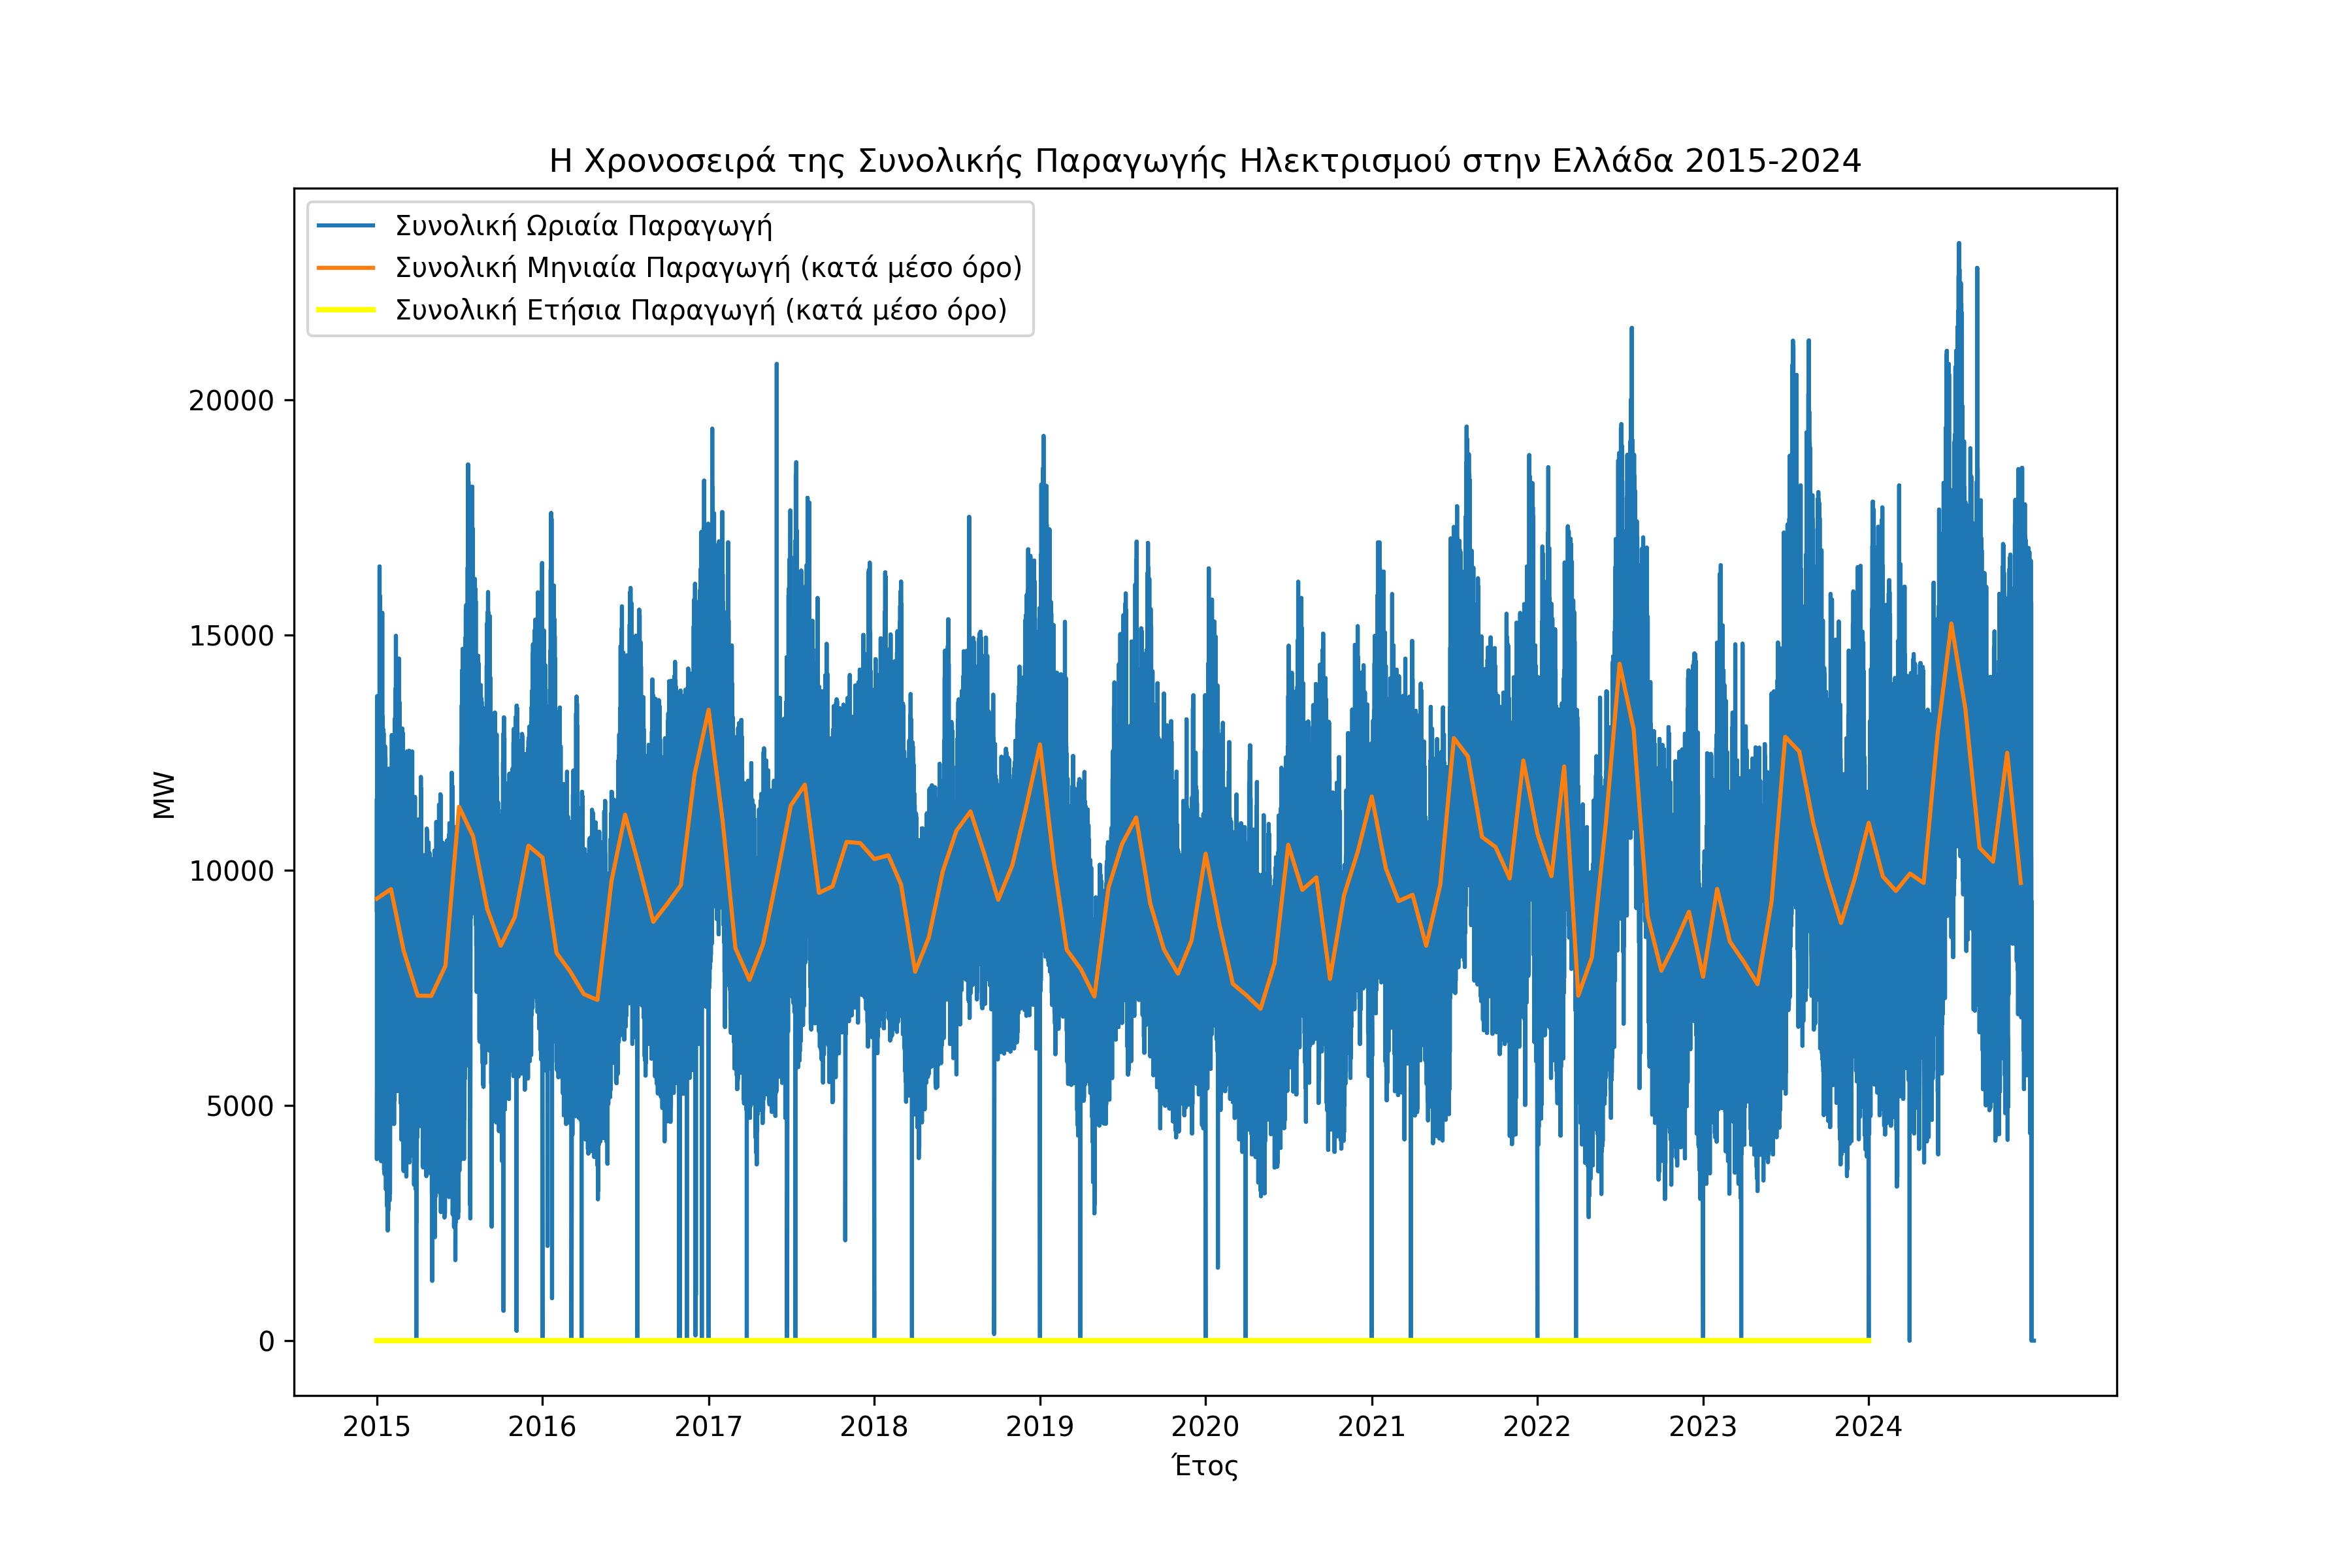 Η Χρονοσειρά της Συνολικής Παραγωγής Ηλεκτρισμού στην Ελλάδα 2015-2024
Συνολική Ωριαία Παραγωγή
Συνολική Μηνιαία Παραγωγή (κατά μέσο όρο)
Συνολική Ετήσια Παραγωγή (κατά μέσο όρο)
20000
15000
10000
5000
0
MW
2015 2016 2017 2018 2019 2020 2021 2022 2023 2024
Έτος